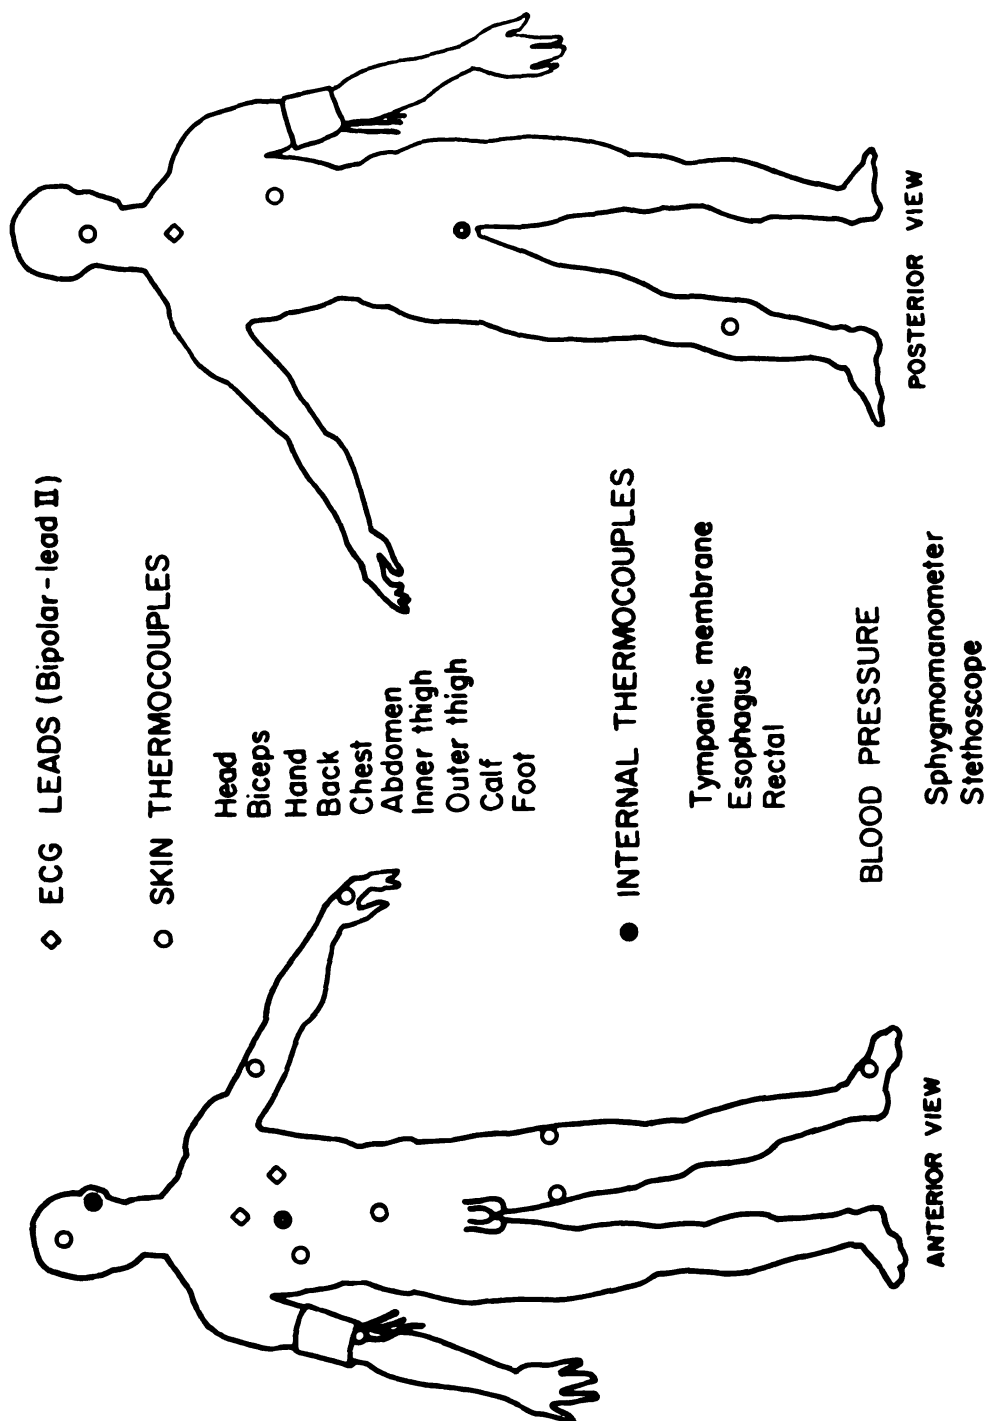 ECG LEADS (Bipolar-lead II)
SKIN THERMOCOUPLES
Head
Biceps
Hand
Back
Chest
Abdomen
Inner thigh
Outer thigh
Calf
Foot
INTERNAL THERMOCOUPLES
Tympanic membrane
Esophagus
Rectal
BLOOD PRESSURE
Sphygmomanometer
Stethoscope
ANTERIOR VIEW
POSTERIOR VIEW